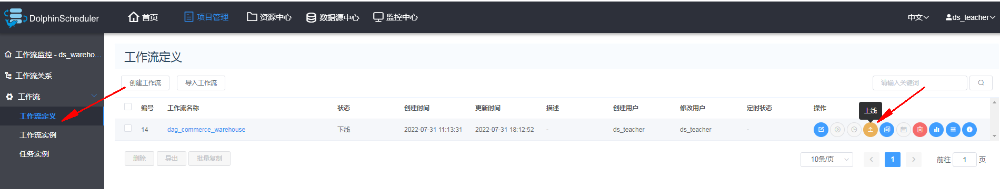 DolphinScheduler 首页 项目管理 资源中心 数据源中心 监控中心 中文 ds_teacher
工作流监控 - ds_wareho
工作流关系
工作流
工作流定义
工作流实例
任务实例
工作流定义
创建工作流 导入工作流 请输入关键词
上线
编号 工作流名称 状态 创建时间 更新时间 描述 创建用户 修改用户 定时状态 操作
14 dag_commerce_warehouse 下线 2022-07-31 11:13:31 2022-07-31 18:12:52 - ds_teacher ds_teacher -
删除 导出 批量复制 10条/页 1 前往 1 页